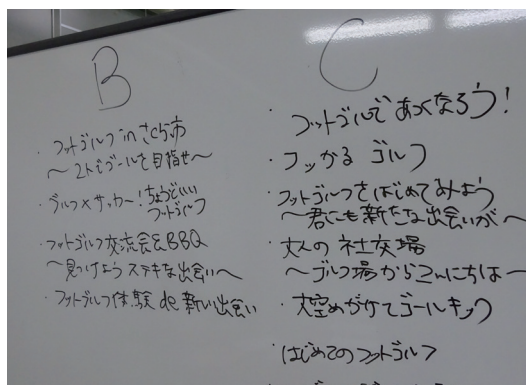 B
・フットゴルフ in さくら市
～2トドゴールを目指せ～
・ゴルフ×サッカー!ちょうどいい
フットゴルフ
・フットゴルフ交流会&BBQ
～見つけようステキな出会い～
・フットゴルフ体験 de 新しい出会い
C
・フットゴルフであつくなろう!
・フッかる ゴルフ
・フットゴルフをはじめてみよう
～君にも新たな出会いが～
・大人の社交場
～ゴルフ場からこんにちは～
・大空めがけてゴールキック
・はじめてのフットゴルフ